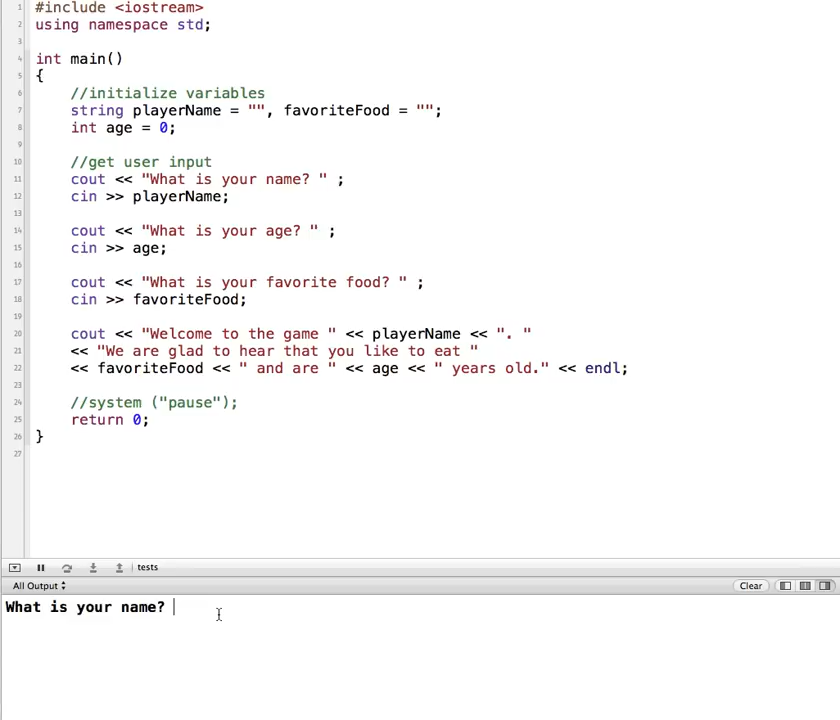 1 #include <iostream>
2 using namespace std;
3
4 int main()
5 {
6 //initialize variables
7 string playerName = "", favoriteFood = "";
8 int age = 0;
9
10 //get user input
11 cout << "What is your name? " ;
12 cin >> playerName;
13
14 cout << "What is your age? " ;
15 cin >> age;
16
17 cout << "What is your favorite food? " ;
18 cin >> favoriteFood;
19
20 cout << "Welcome to the game " << playerName << ". "
21 << "We are glad to hear that you like to eat "
22 << favoriteFood << " and are " << age << " years old." << endl;
23
24 //system ("pause");
25 return 0;
26 }
27
tests
All Output Clear
What is your name?